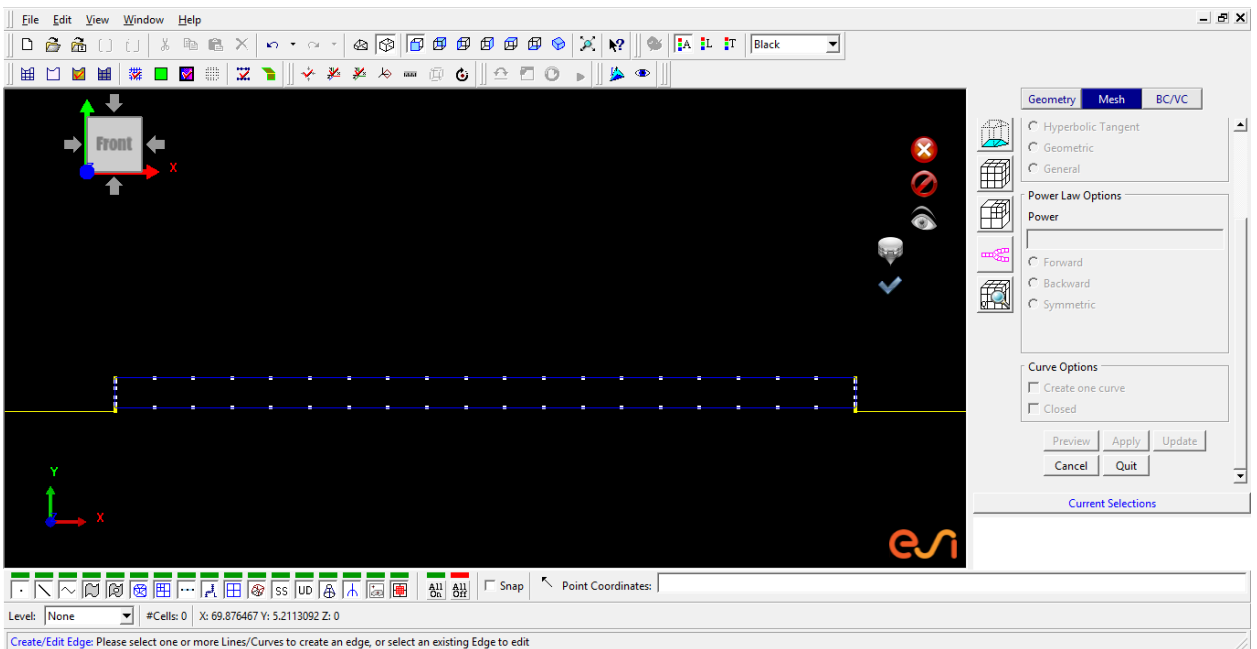 File Edit View Window Help
A L T Black
Geometry Mesh BC/VC
Front
X
Hyperbolic Tangent
Geometric
General
Power Law Options
Power
Forward
Backward
Symmetric
Curve Options
Create one curve
Closed
Preview Apply Update
Cancel Quit
Y
X
Current Selections
esi
SS UD All On All Off Snap Point Coordinates:
Level: None #Cells: 0 X: 69.876467 Y: 5.2113092 Z: 0
Create/Edit Edge: Please select one or more Lines/Curves to create an edge, or select an existing Edge to edit